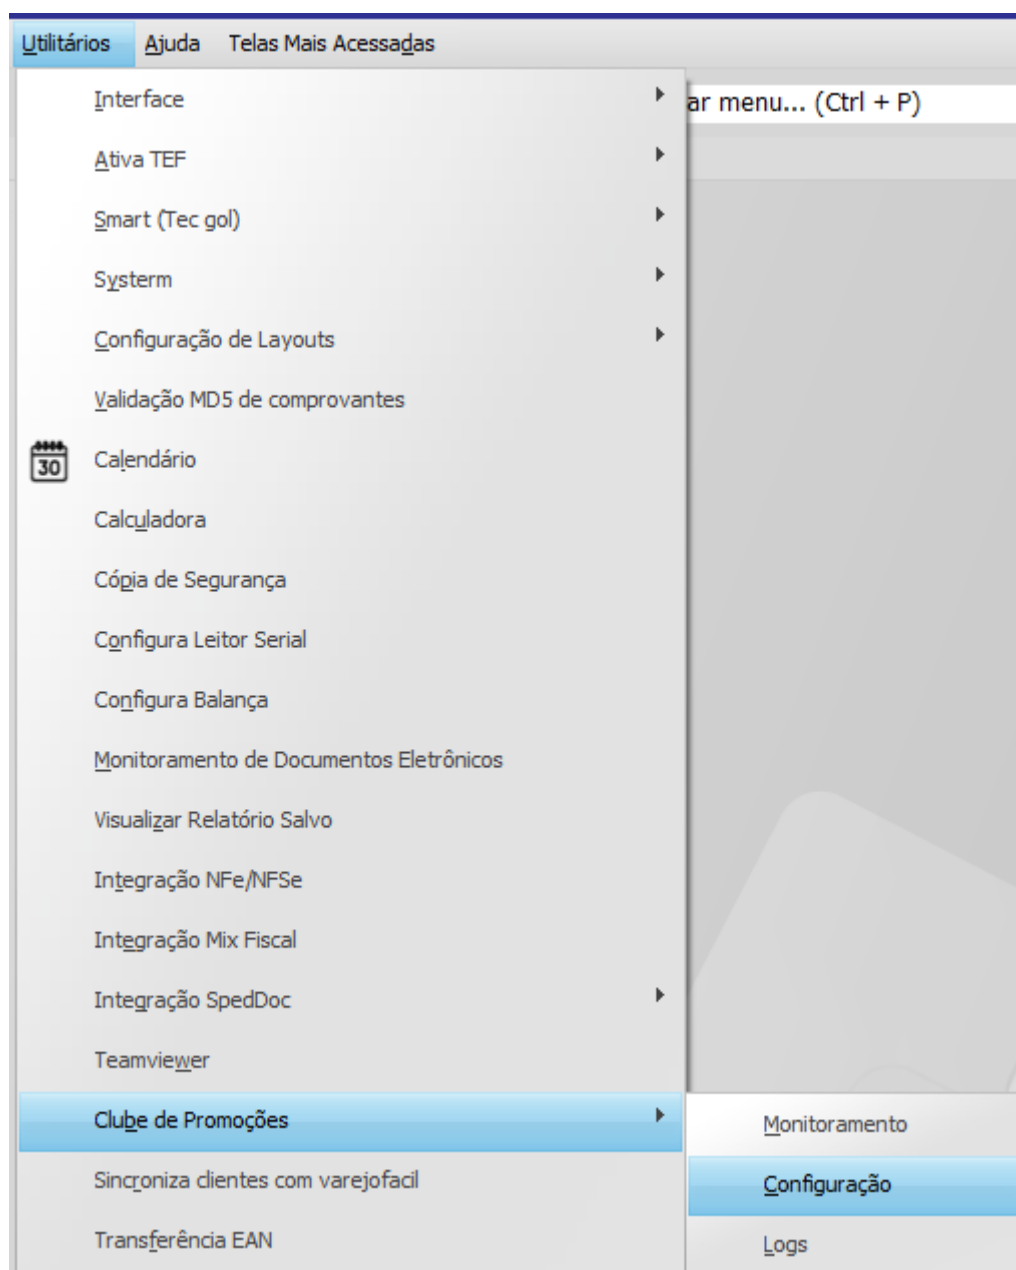 Utilitários Ajuda Telas Mais Acessadas
ar menu... (Ctrl + P)
Interface
Ativa TEF
Smart (Tec gol)
Systerm
Configuração de Layouts
Validação MD5 de comprovantes
30 Calendário
Calculadora
Cópia de Segurança
Configura Leitor Serial
Configura Balança
Monitoramento de Documentos Eletrônicos
Visualizar Relatório Salvo
Integração NFe/NFSe
Integração Mix Fiscal
Integração SpedDoc
Teamviewer
Clube de Promoções
Sincroniza clientes com varejofacil
Transferência EAN
Monitoramento
Configuração
Logs